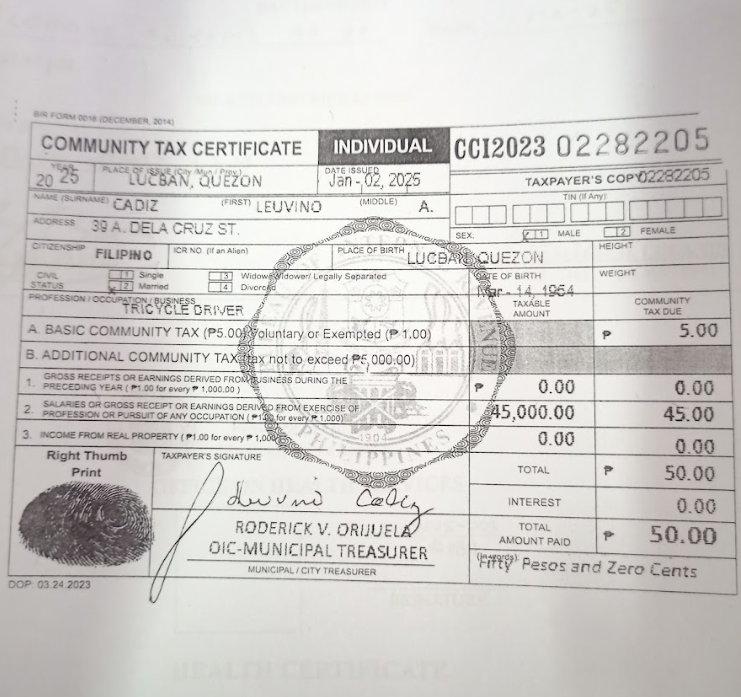 BIR FORM 0016 (DECEMBER, 2014)
COMMUNITY TAX CERTIFICATE INDIVIDUAL CCI2023 02282205
YEAR 2025 PLACE OF ISSUE (City / Mun / Prov.) LUCBAN, QUEZON DATE ISSUED Jan-02, 2025 TAXPAYER'S COPY 02282205
NAME (SURNAME) CADIZ (FIRST) LEUVINO (MIDDLE) A. TIN (If Any)
ADDRESS 39 A. DELA CRUZ ST. SEX: 1 MALE 2 FEMALE
CITIZENSHIP FILIPINO ICR NO. (If an Alien) PLACE OF BIRTH LUCBAN, QUEZON HEIGHT
CIVIL STATUS 1 Single 3 Widow/Widower/ Legally Separated DATE OF BIRTH WEIGHT
2 Married 4 Divorced Mar-14, 1964
PROFESSION / OCCUPATION / BUSINESS TRICYCLE DRIVER TAXABLE AMOUNT COMMUNITY TAX DUE
A. BASIC COMMUNITY TAX (₱5.00) Voluntary or Exempted (₱ 1.00) ₱ 5.00
B. ADDITIONAL COMMUNITY TAX (tax not to exceed ₱5,000.00)
1. GROSS RECEIPTS OR EARNINGS DERIVED FROM BUSINESS DURING THE
PRECEDING YEAR (₱1.00 for every ₱ 1,000.00) ₱ 0.00 0.00
2. SALARIES OR GROSS RECEIPT OR EARNINGS DERIVED FROM EXERCISE OF
PROFESSION OR PURSUIT OF ANY OCCUPATION (₱1.00 for every ₱ 1,000) 45,000.00 45.00
3. INCOME FROM REAL PROPERTY (₱1.00 for every ₱ 1,000) 0.00 0.00
Right Thumb Print TAXPAYER'S SIGNATURE TOTAL ₱ 50.00
Leuvino Cadiz INTEREST 0.00
RODERICK V. ORIJUELA TOTAL AMOUNT PAID ₱ 50.00
OIC-MUNICIPAL TREASURER
MUNICIPAL / CITY TREASURER (in words) Fifty Pesos and Zero Cents
DOP: 03.24.2023
1904
PHILIPPINES